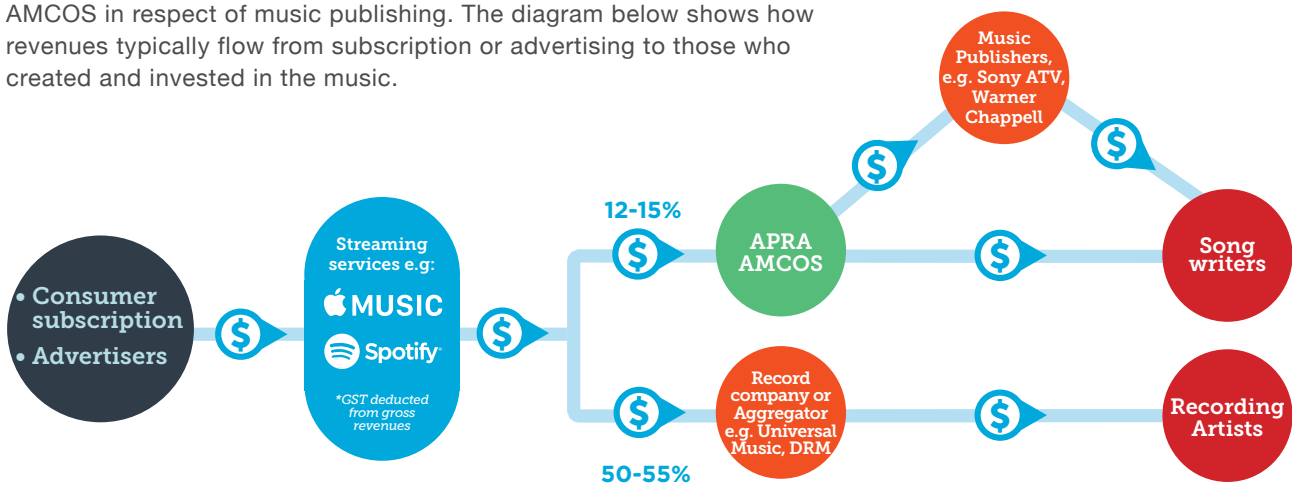 AMCOS in respect of music publishing. The diagram below shows how
revenues typically flow from subscription or advertising to those who
created and invested in the music.
Music
Publishers,
e.g. Sony ATV,
Warner
Chappell
$
$
12-15%
Streaming
services e.g:
MUSIC
Spotify
*GST deducted
from gross
revenues
• Consumer
subscription
• Advertisers
$
$
$
APRA
AMCOS
$
Song
writers
$
50-55%
Record
company or
Aggregator
e.g. Universal
Music, DRM
$
Recording
Artists